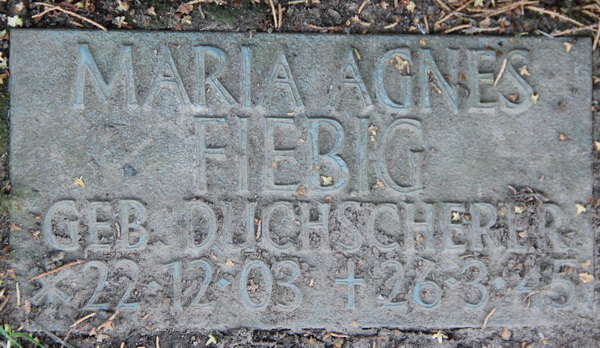 MARIA AGNES
FIEBIG
GEB. DUCHSCHERER
* 22·12·03 + 26·3·45